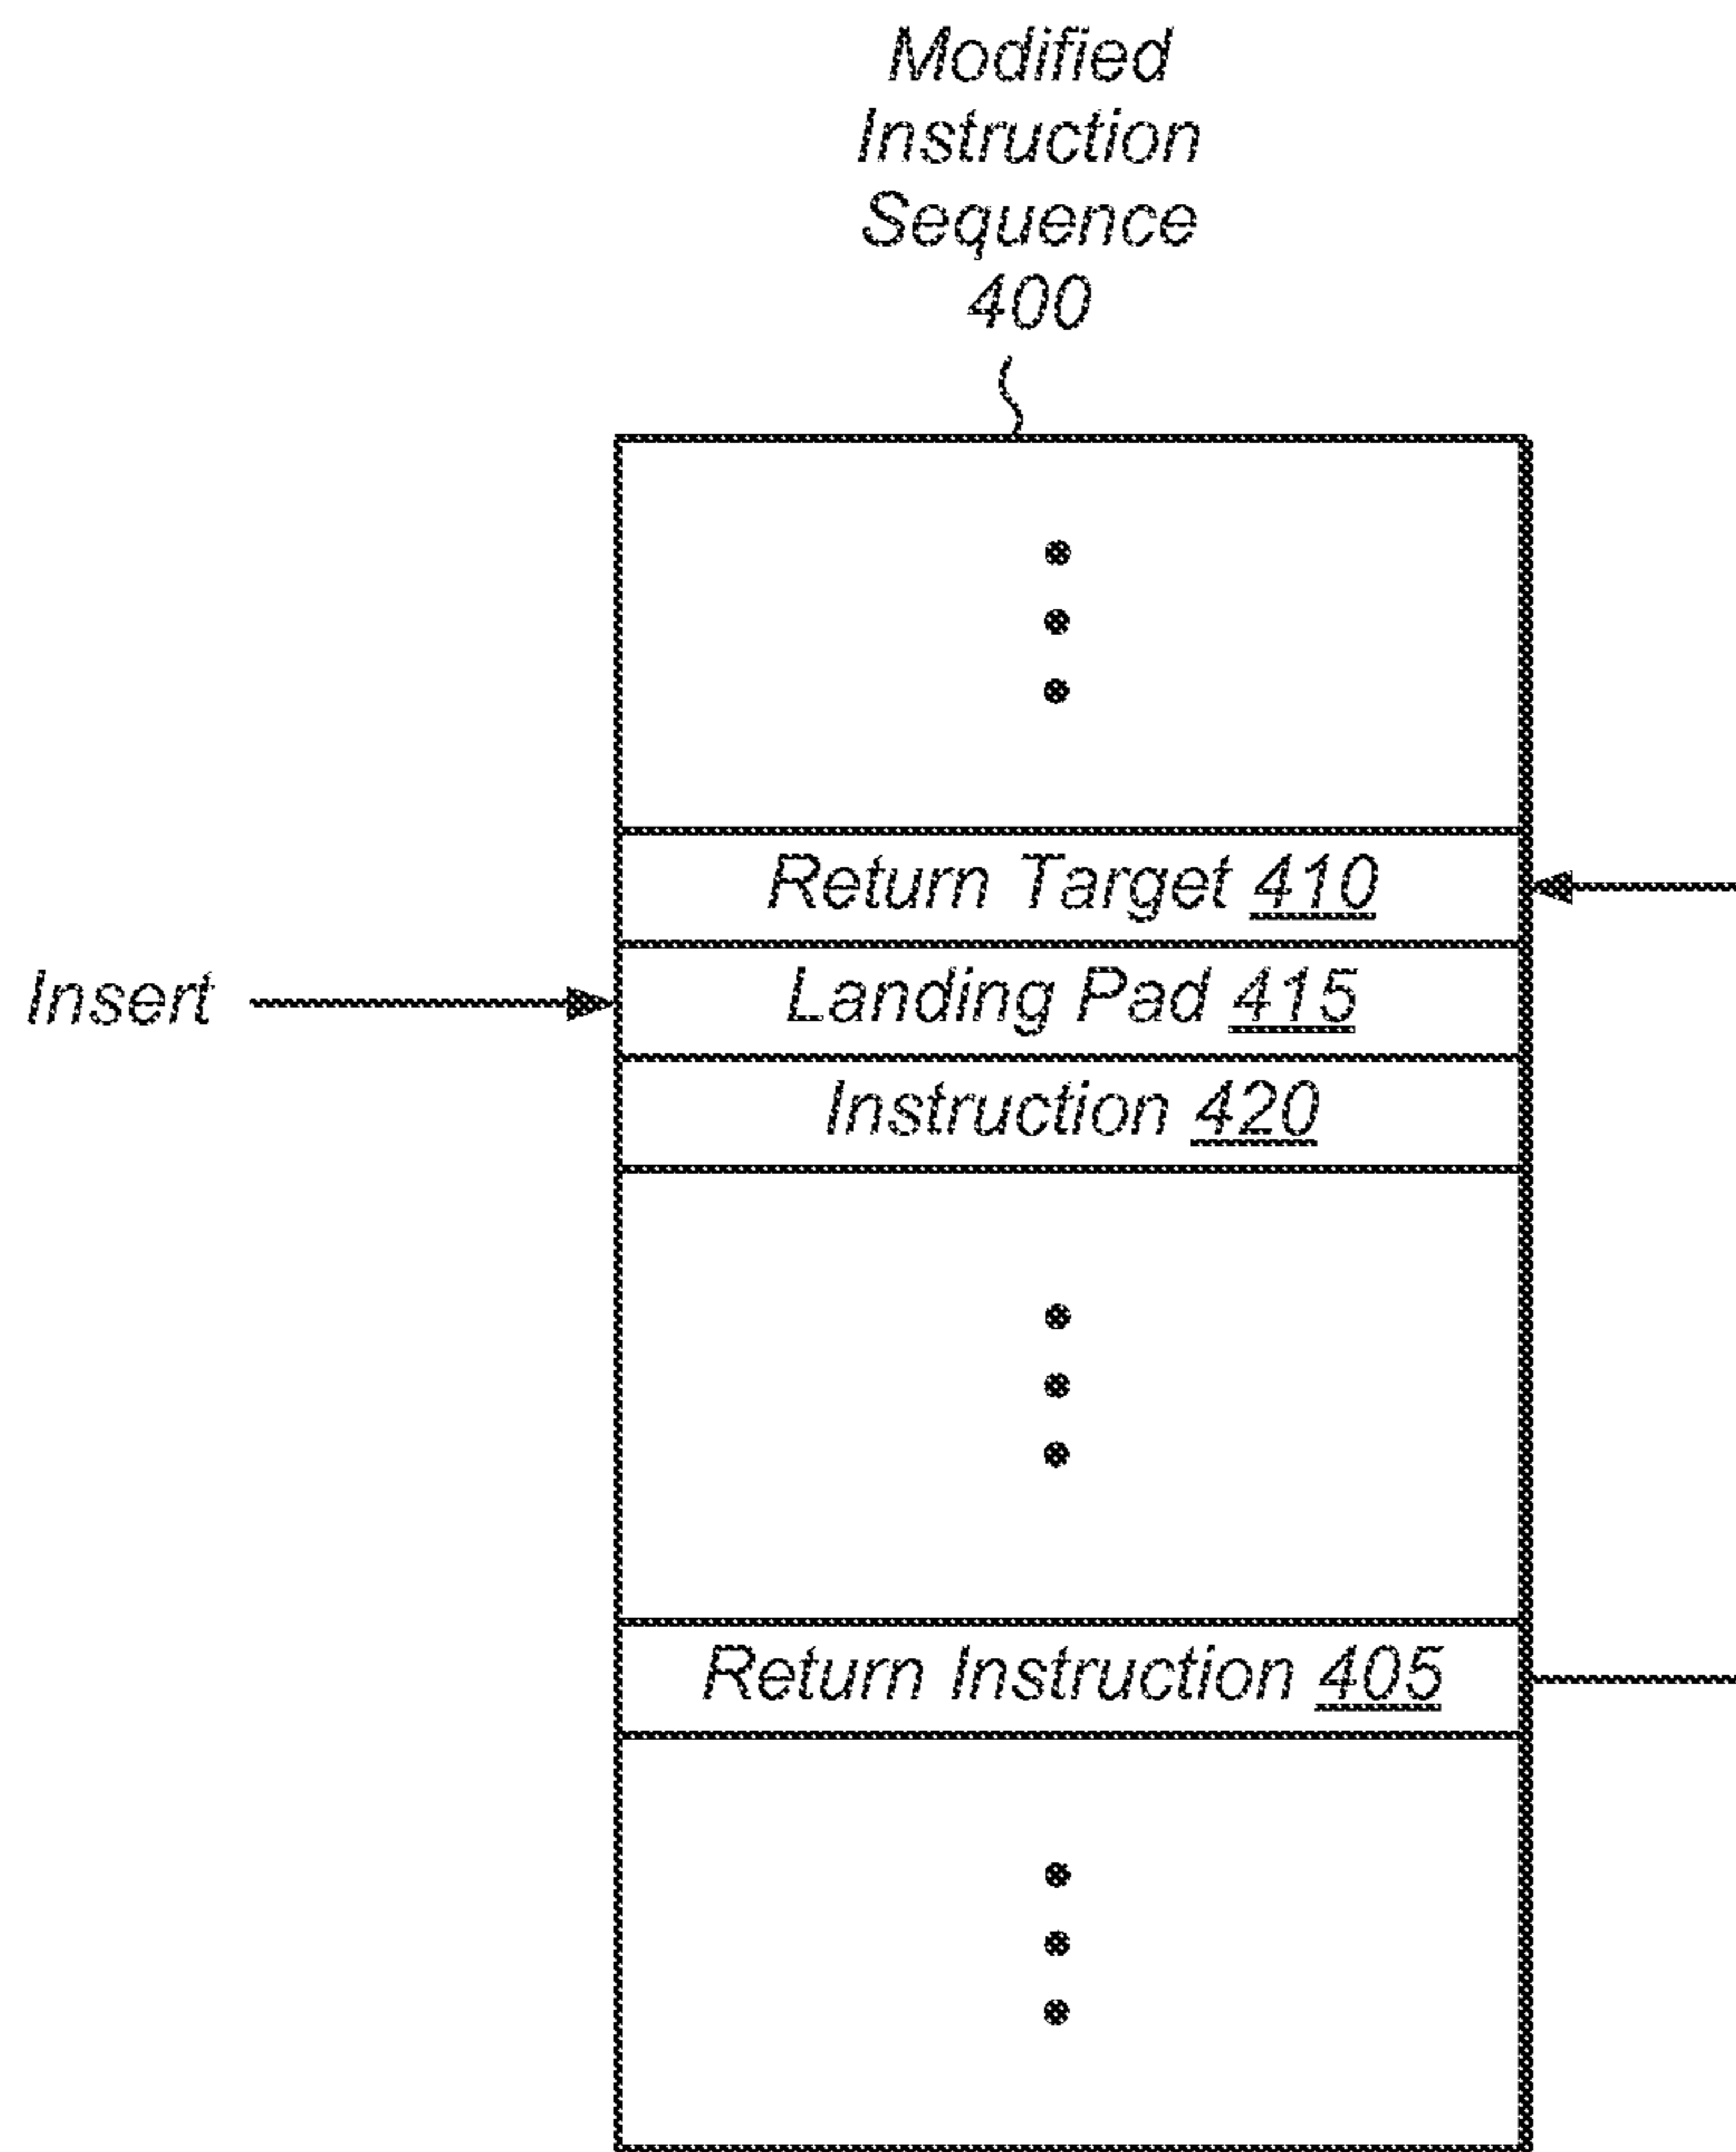 Modified
Instruction
Sequence
400
Return Target 410
Insert
Landing Pad 415
Instruction 420
Return Instruction 405